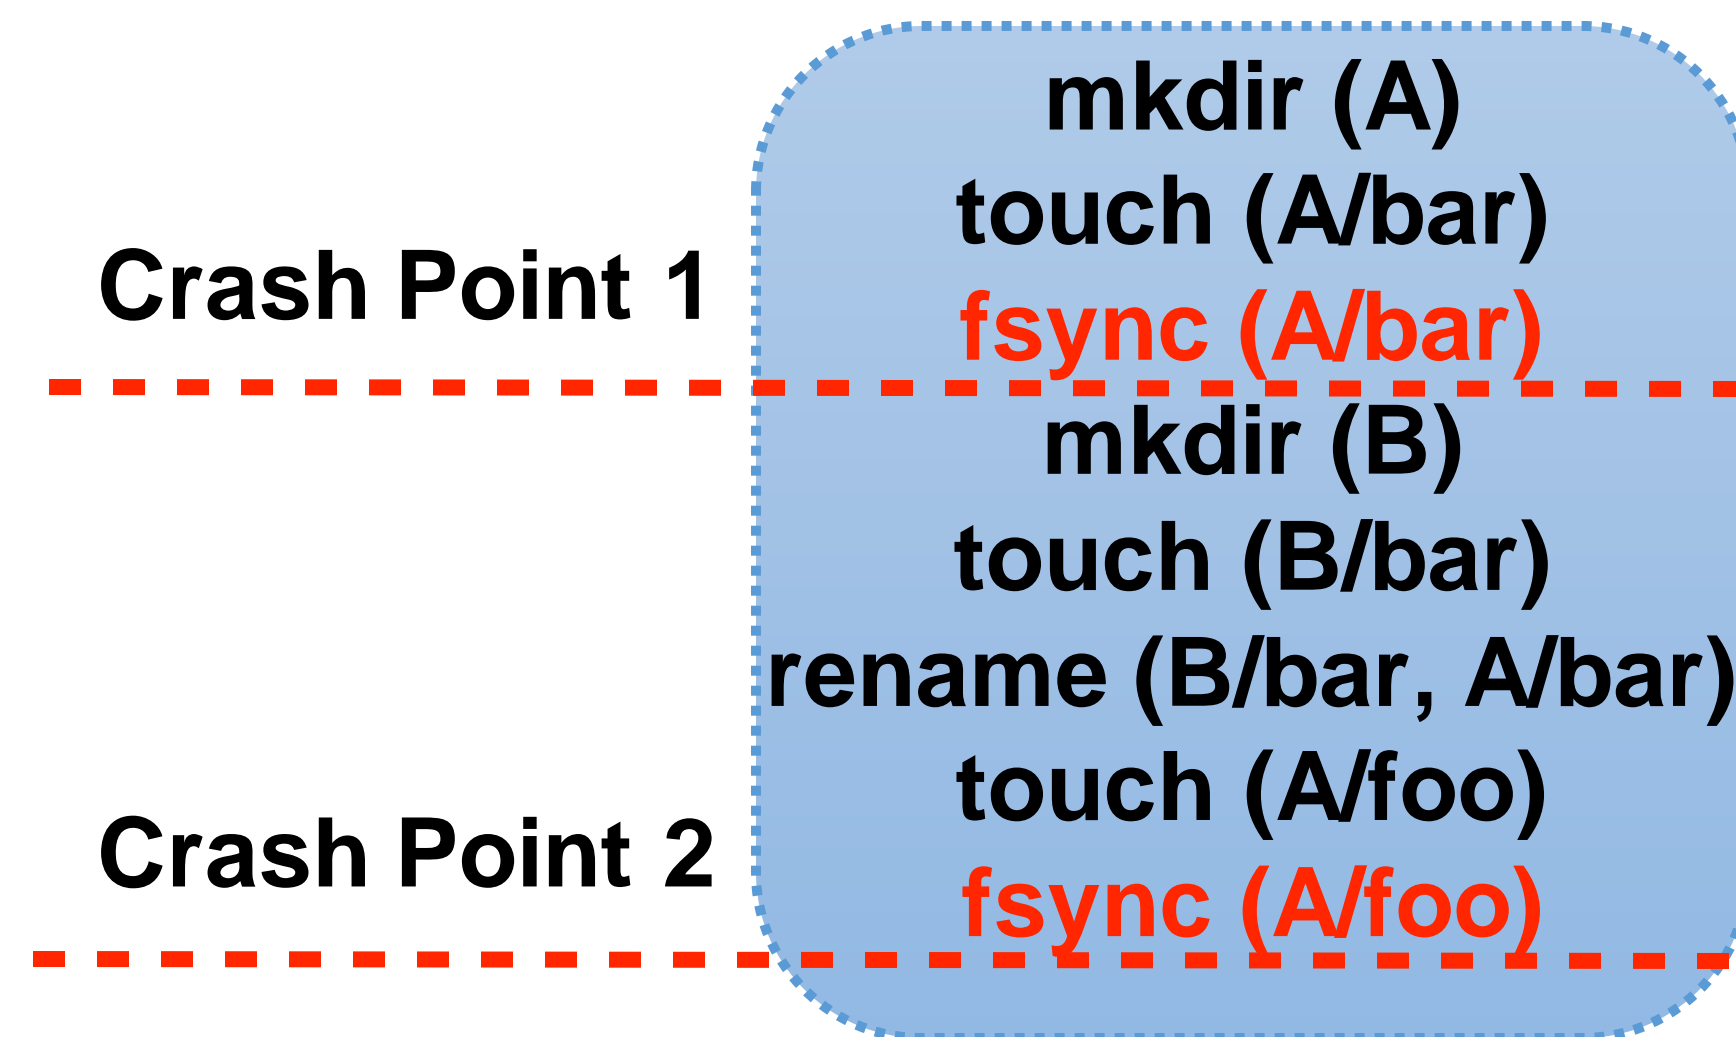 mkdir (A)
touch (A/bar)
Crash Point 1
fsync (A/bar)
mkdir (B)
touch (B/bar)
rename (B/bar, A/bar)
touch (A/foo)
Crash Point 2
fsync (A/foo)